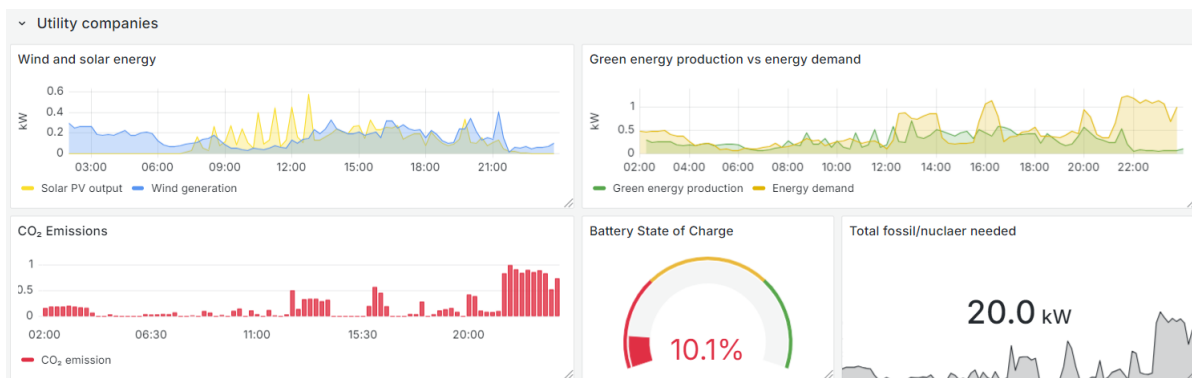 Utility companies
Wind and solar energy
kW
0.6
0.4
0.2
0
03:00 06:00 09:00 12:00 15:00 18:00 21:00
Solar PV output Wind generation
Green energy production vs energy demand
kW
1
0.5
0
02:00 04:00 06:00 08:00 10:00 12:00 14:00 16:00 18:00 20:00 22:00
Green energy production Energy demand
CO₂ Emissions
1
0.5
0
02:00 06:30 11:00 15:30 20:00
CO₂ emission
Battery State of Charge
10.1%
Total fossil/nuclaer needed
20.0 kW